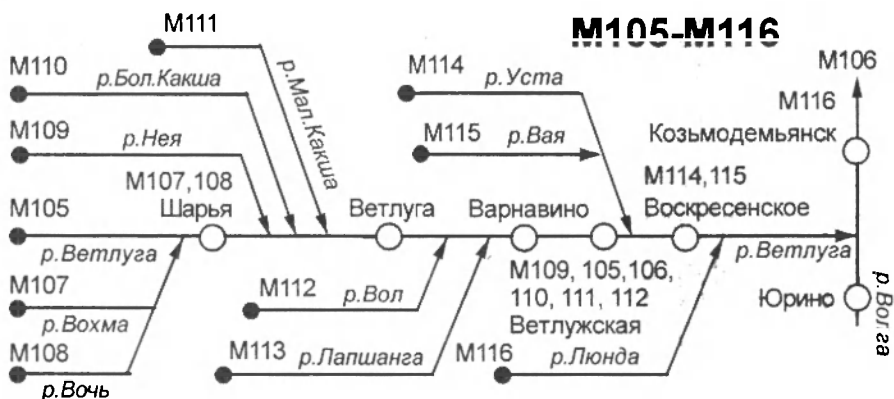 М105-М116
М111
М110
р.Бол.Какша
р.Мал.Какша
М114
р.Уста
М106
М116
Козьмодемьянск
М109
р.Нея
М115
р.Вая
М107,108
Шарья
М114,115
Воскресенское
М105
р.Ветлуга
Ветлуга
Варнавино
р.Ветлуга
М107
р.Вохма
М112
р.Вол
М109, 105,106,
110, 111, 112
Ветлужская
Юрино
р.Волга
М108
р.Вочь
М113
р.Лапшанга
М116
р.Люнда